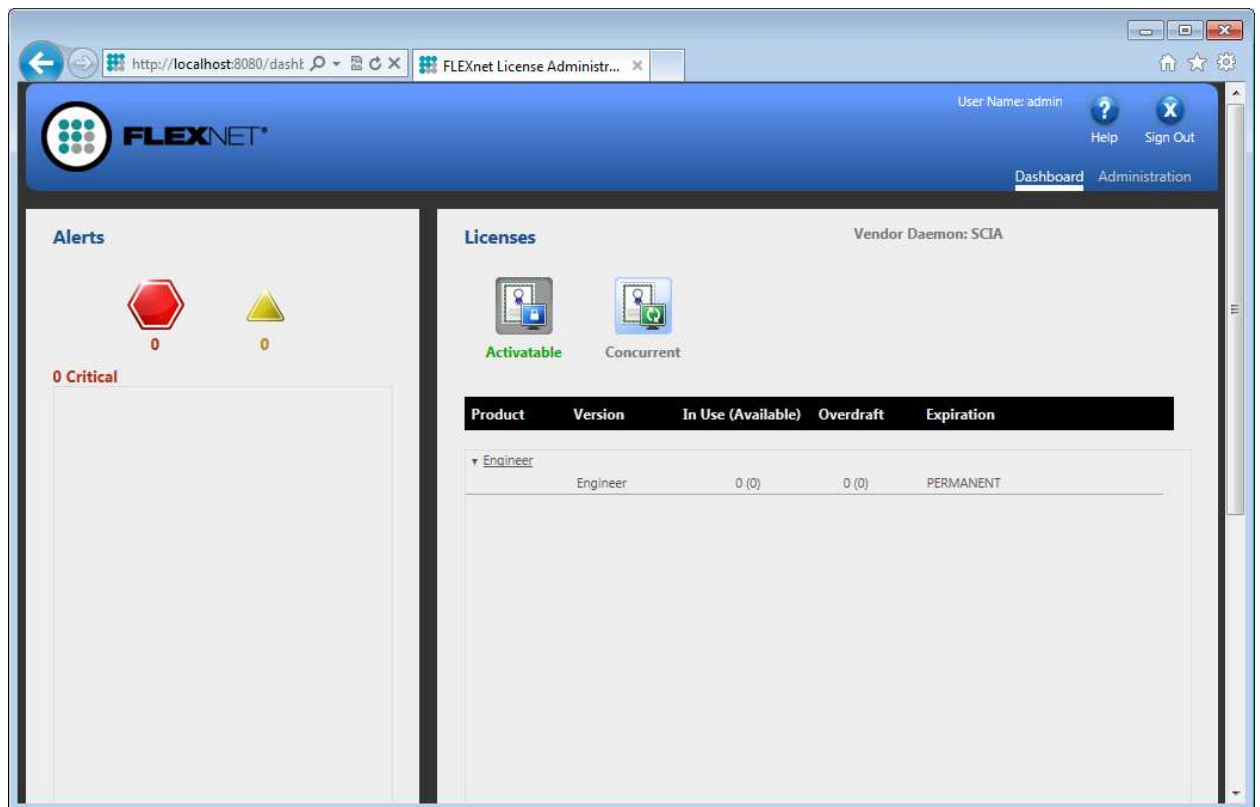 http://localhost:8080/dashb
FLEXnet License Administr...
User Name: admin
FLEXNET
Help
Sign Out
Dashboard
Administration
Alerts
0
0
0 Critical
Licenses
Vendor Daemon: SCIA
Activatable
Concurrent
Product Version In Use (Available) Overdraft Expiration
Engineer
Engineer 0 (0) 0 (0) PERMANENT